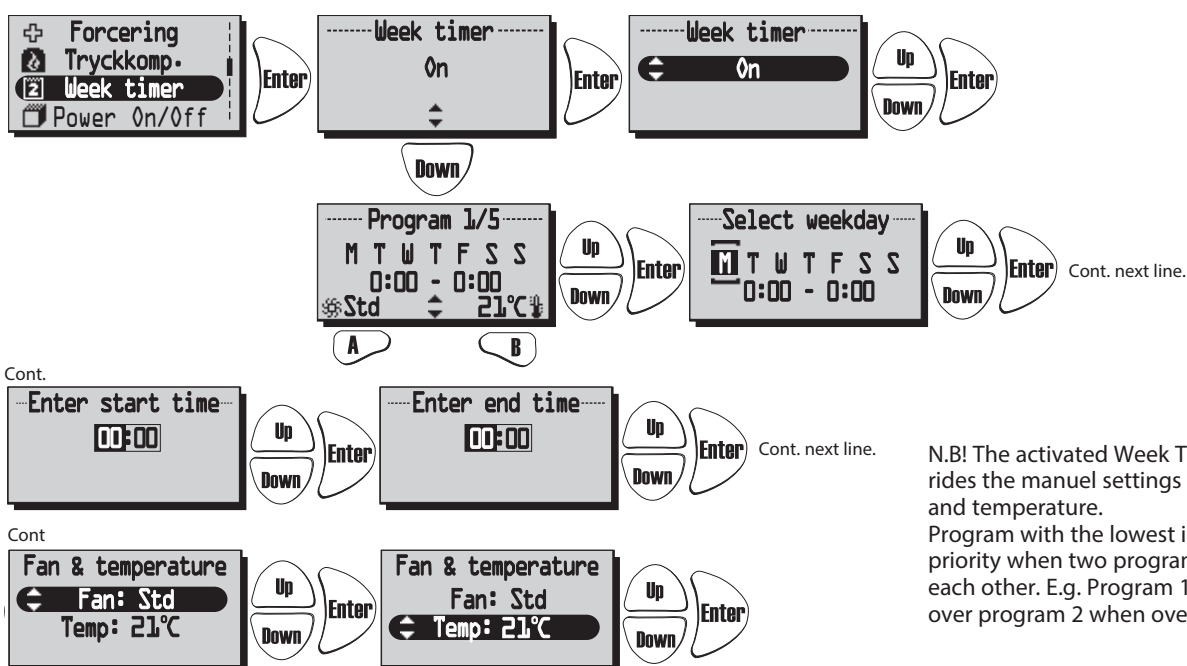 Forcering
Tryckkomp.
Week timer
Power On/Off
Enter
Week timer
On
Enter
Week timer
On
Up
Down
Enter
Down
Program 1/5
M T W T F S S
0:00 - 0:00
Std 21°C
A B
Up
Down
Enter
Select weekday
M T W T F S S
0:00 - 0:00
Up
Down
Enter
Cont. next line.
Cont.
Enter start time
00:00
Up
Down
Enter
Enter end time
00:00
Up
Down
Enter
Cont. next line.
N.B! The activated Week T
rides the manuel settings
and temperature.
Program with the lowest i
priority when two program
each other. E.g. Program 1
over program 2 when ove
Cont
Fan & temperature
Fan: Std
Temp: 21°C
Up
Down
Enter
Fan & temperature
Fan: Std
Temp: 21°C
Up
Down
Enter